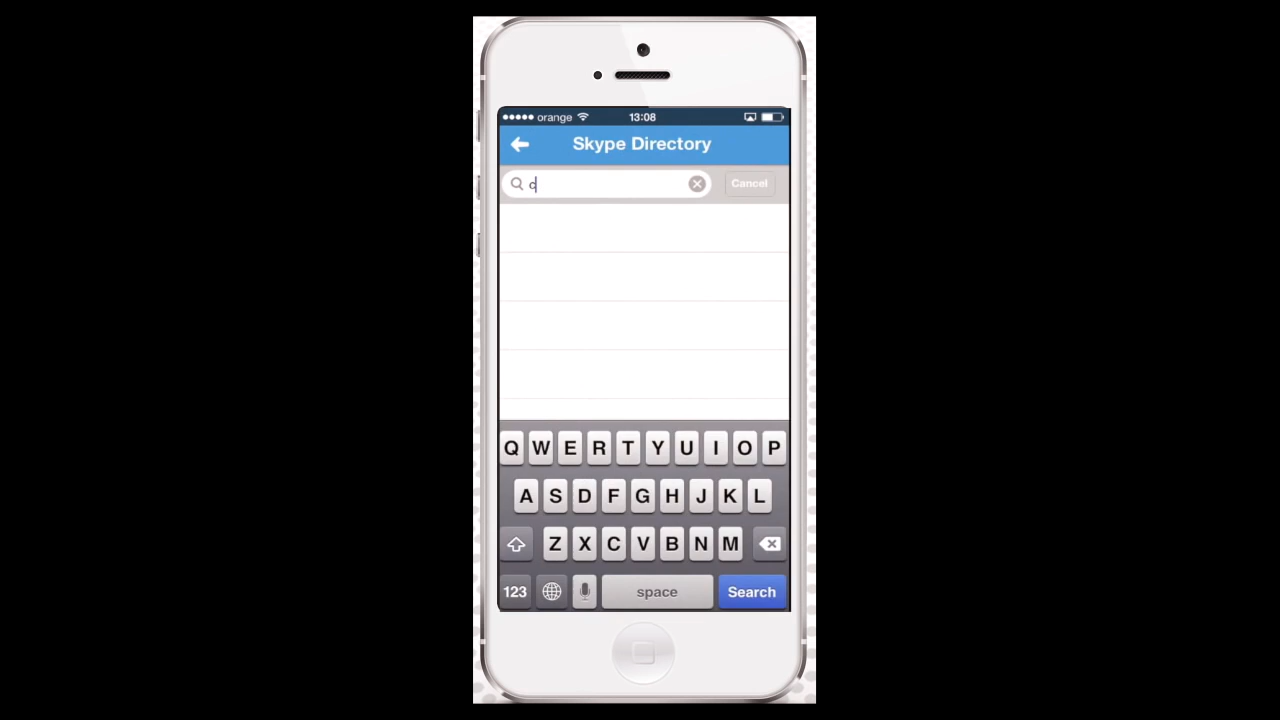 orange 13:08
Skype Directory
c Cancel
Q W E R T Y U I O P
A S D F G H J K L
Z X C V B N M
123 space Search